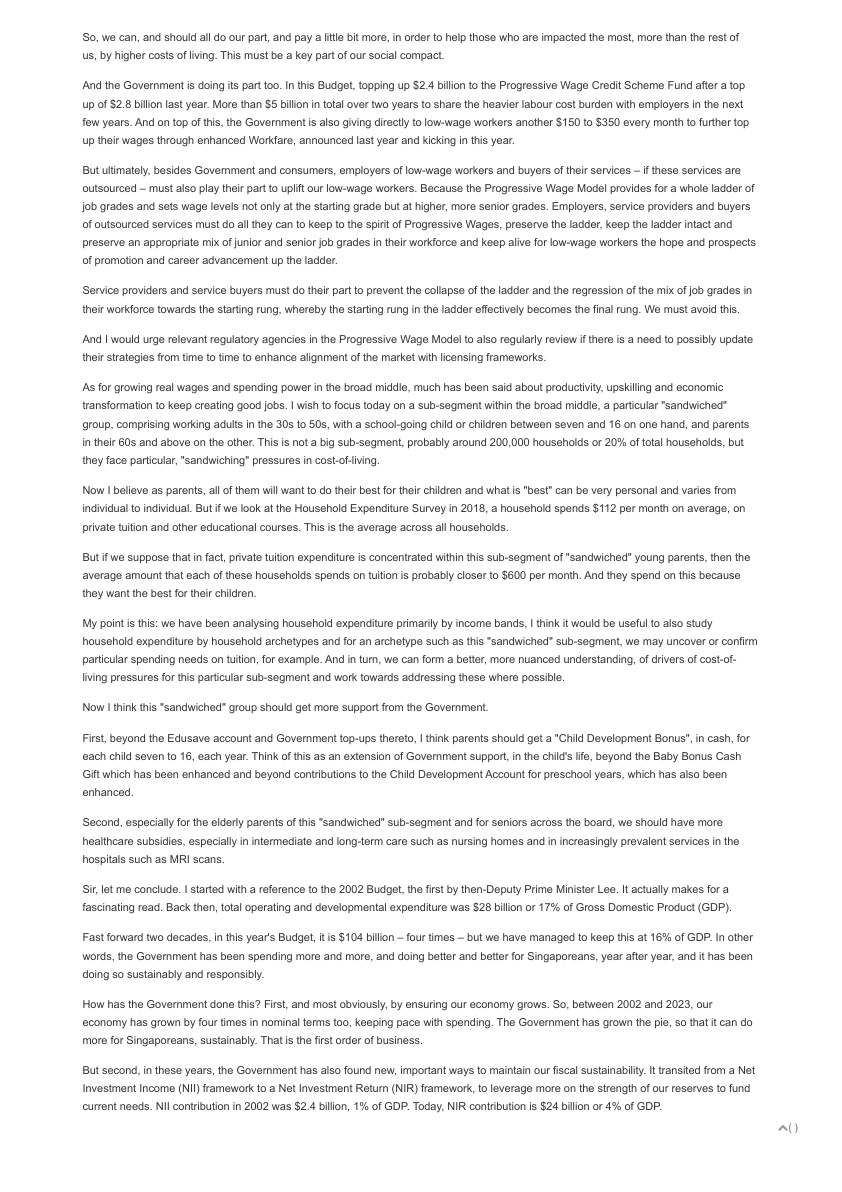 So, we can, and should all do our part, and pay a little bit more, in order to help those who are impacted the most, more than the rest of
us, by higher costs of living. This must be a key part of our social compact.
And the Government is doing its part too. In this Budget, topping up $2.4 billion to the Progressive Wage Credit Scheme Fund after a top
up of $2.8 billion last year. More than $5 billion in total over two years to share the heavier labour cost burden with employers in the next
few years. And on top of this, the Government is also giving directly to low-wage workers another $150 to $350 every month to further top
up their wages through enhanced Workfare, announced last year and kicking in this year.
But ultimately, besides Government and consumers, employers of low-wage workers and buyers of their services – if these services are
outsourced – must also play their part to uplift our low-wage workers. Because the Progressive Wage Model provides for a whole ladder of
job grades and sets wage levels not only at the starting grade but at higher, more senior grades. Employers, service providers and buyers
of outsourced services must do all they can to keep to the spirit of Progressive Wages, preserve the ladder, keep the ladder intact and
preserve an appropriate mix of junior and senior job grades in their workforce and keep alive for low-wage workers the hope and prospects
of promotion and career advancement up the ladder.
Service providers and service buyers must do their part to prevent the collapse of the ladder and the regression of the mix of job grades in
their workforce towards the starting rung, whereby the starting rung in the ladder effectively becomes the final rung. We must avoid this.
And I would urge relevant regulatory agencies in the Progressive Wage Model to also regularly review if there is a need to possibly update
their strategies from time to time to enhance alignment of the market with licensing frameworks.
As for growing real wages and spending power in the broad middle, much has been said about productivity, upskilling and economic
transformation to keep creating good jobs. I wish to focus today on a sub-segment within the broad middle, a particular "sandwiched"
group, comprising working adults in the 30s to 50s, with a school-going child or children between seven and 16 on one hand, and parents
in their 60s and above on the other. This is not a big sub-segment, probably around 200,000 households or 20% of total households, but
they face particular, "sandwiching" pressures in cost-of-living.
Now I believe as parents, all of them will want to do their best for their children and what is "best" can be very personal and varies from
individual to individual. But if we look at the Household Expenditure Survey in 2018, a household spends $112 per month on average, on
private tuition and other educational courses. This is the average across all households.
But if we suppose that in fact, private tuition expenditure is concentrated within this sub-segment of "sandwiched" young parents, then the
average amount that each of these households spends on tuition is probably closer to $600 per month. And they spend on this because
they want the best for their children.
My point is this: we have been analysing household expenditure primarily by income bands, I think it would be useful to also study
household expenditure by household archetypes and for an archetype such as this "sandwiched" sub-segment, we may uncover or confirm
particular spending needs on tuition, for example. And in turn, we can form a better, more nuanced understanding, of drivers of cost-of-
living pressures for this particular sub-segment and work towards addressing these where possible.
Now I think this "sandwiched" group should get more support from the Government.
First, beyond the Edusave account and Government top-ups thereto, I think parents should get a "Child Development Bonus", in cash, for
each child seven to 16, each year. Think of this as an extension of Government support, in the child's life, beyond the Baby Bonus Cash
Gift which has been enhanced and beyond contributions to the Child Development Account for preschool years, which has also been
enhanced.
Second, especially for the elderly parents of this "sandwiched" sub-segment and for seniors across the board, we should have more
healthcare subsidies, especially in intermediate and long-term care such as nursing homes and in increasingly prevalent services in the
hospitals such as MRI scans.
Sir, let me conclude. I started with a reference to the 2002 Budget, the first by then-Deputy Prime Minister Lee. It actually makes for a
fascinating read. Back then, total operating and developmental expenditure was $28 billion or 17% of Gross Domestic Product (GDP).
Fast forward two decades, in this year's Budget, it is $104 billion – four times – but we have managed to keep this at 16% of GDP. In other
words, the Government has been spending more and more, and doing better and better for Singaporeans, year after year, and it has been
doing so sustainably and responsibly.
How has the Government done this? First, and most obviously, by ensuring our economy grows. So, between 2002 and 2023, our
economy has grown by four times in nominal terms too, keeping pace with spending. The Government has grown the pie, so that it can do
more for Singaporeans, sustainably. That is the first order of business.
But second, in these years, the Government has also found new, important ways to maintain our fiscal sustainability. It transited from a Net
Investment Income (NII) framework to a Net Investment Return (NIR) framework, to leverage more on the strength of our reserves to fund
current needs. NII contribution in 2002 was $2.4 billion, 1% of GDP. Today, NIR contribution is $24 billion or 4% of GDP.
( )